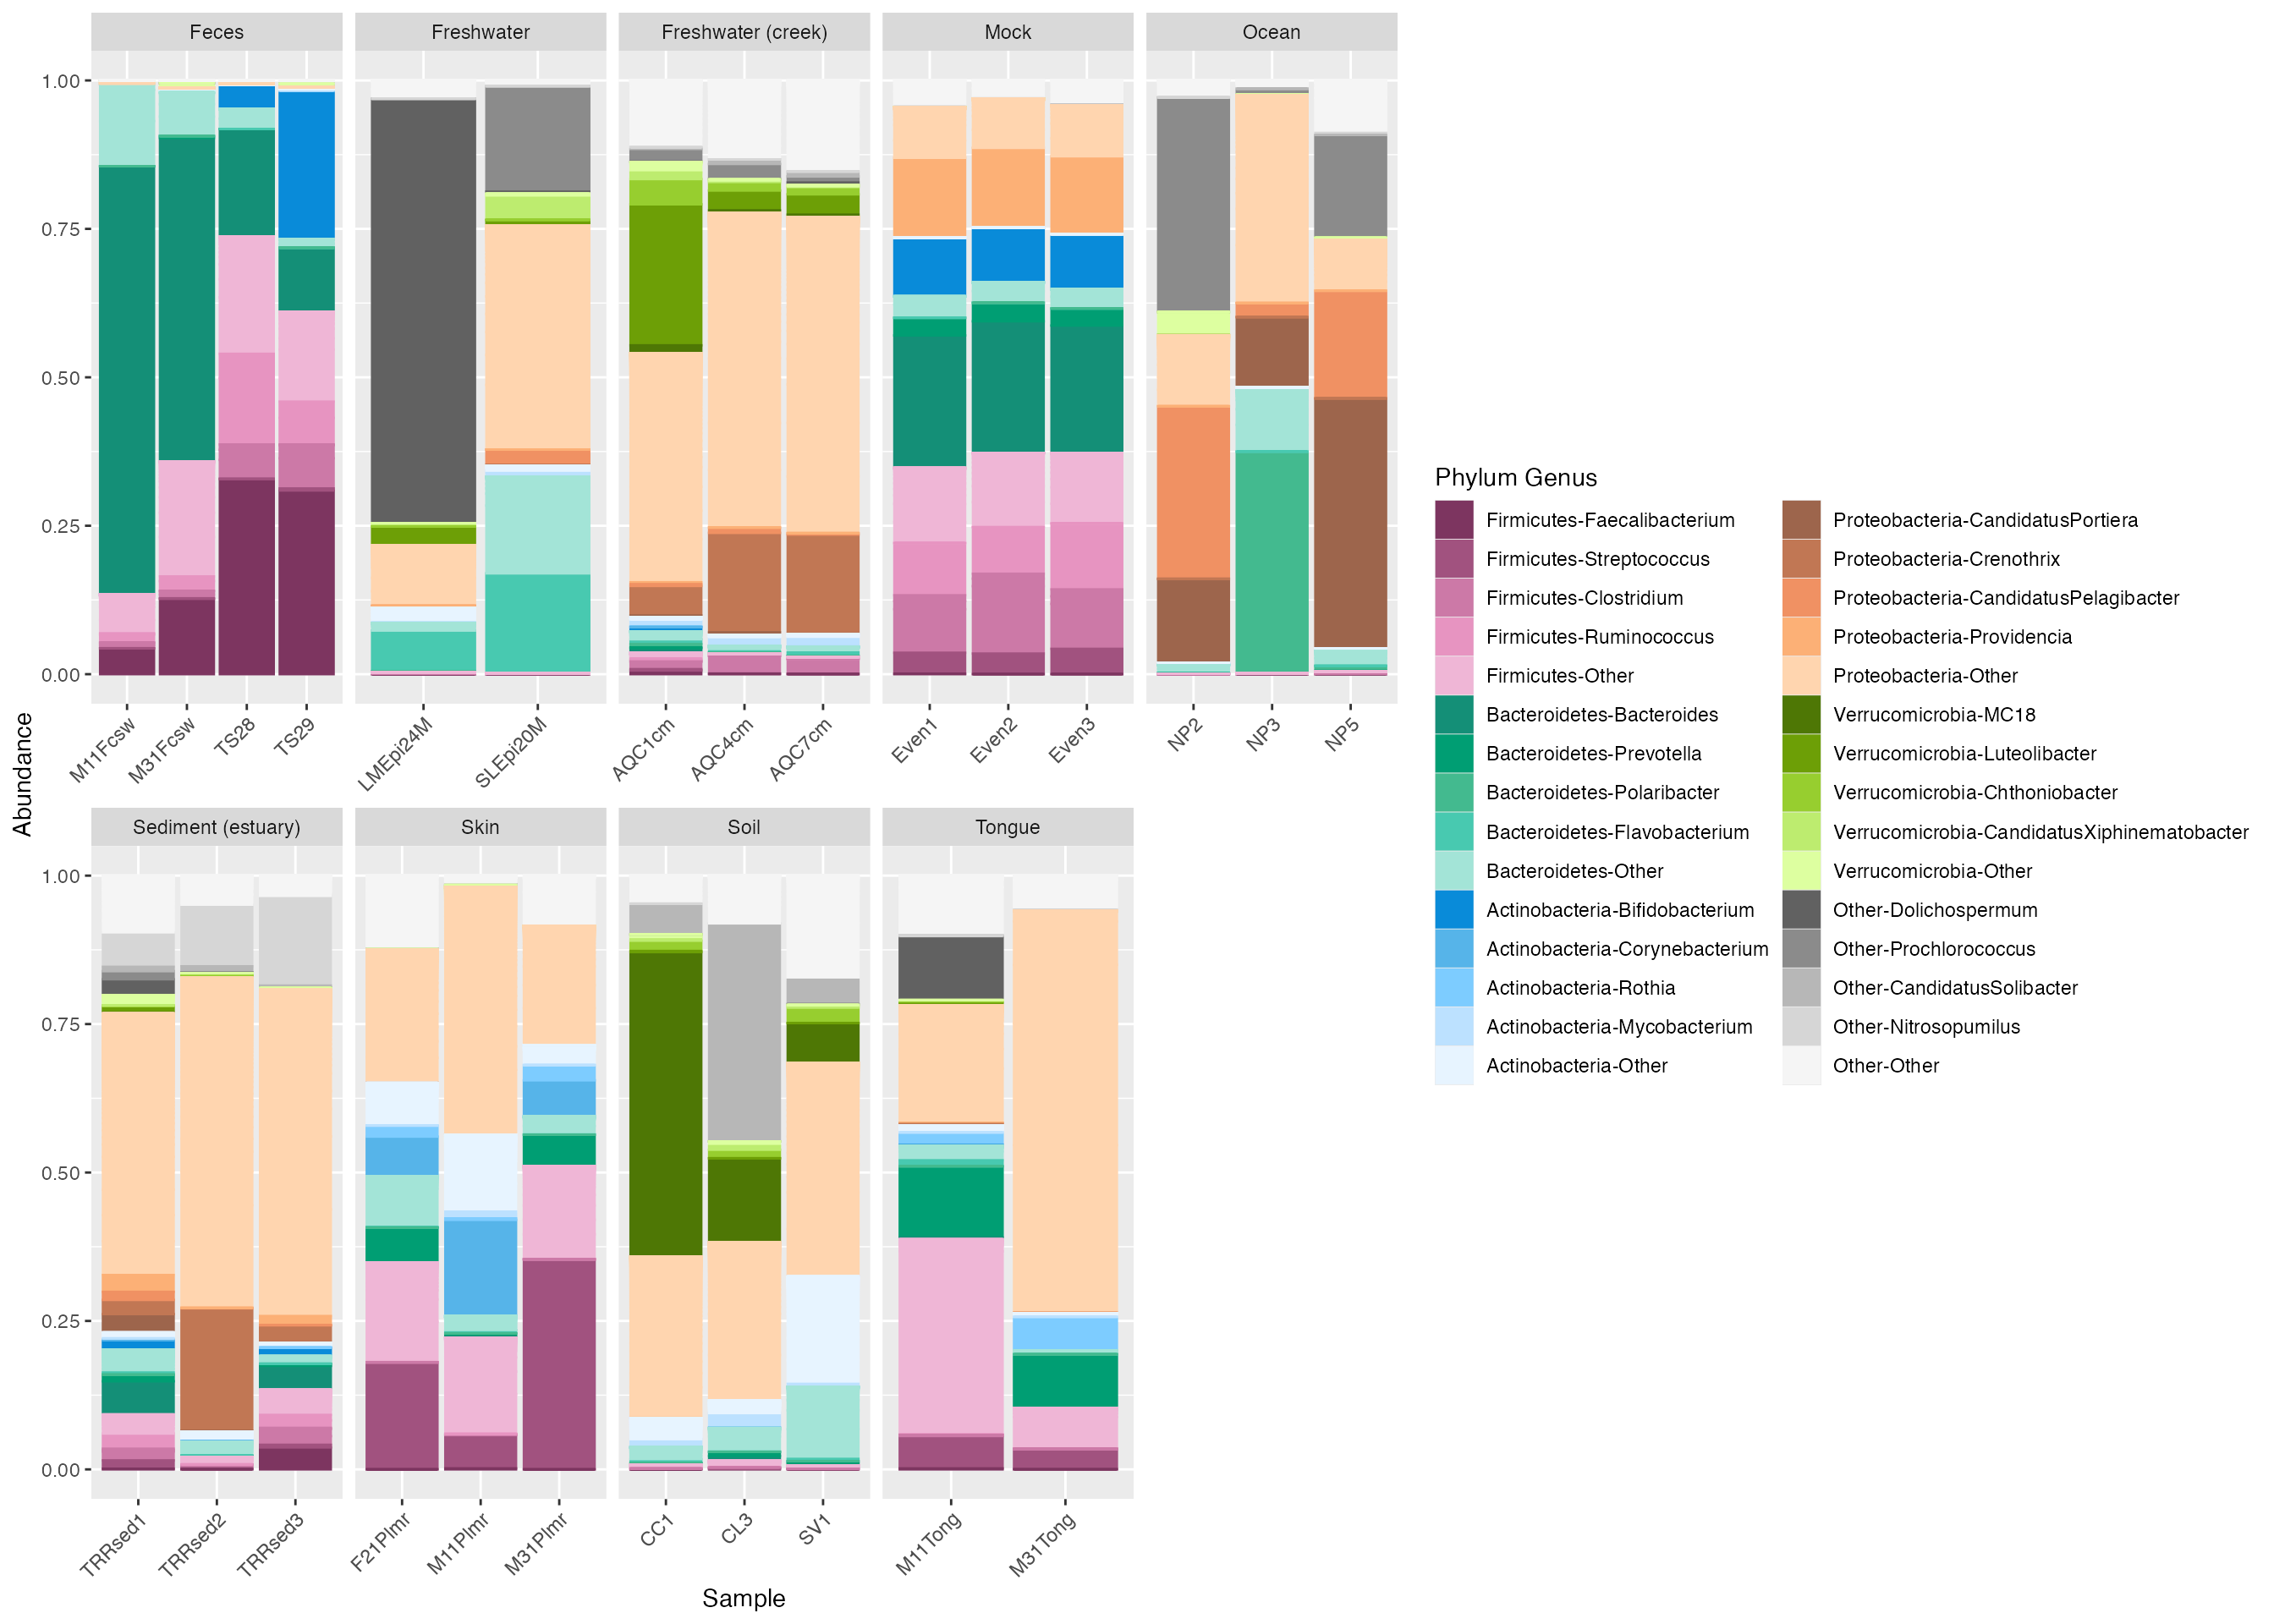 Feces
Freshwater
Freshwater (creek)
Mock
Ocean
1.00
0.75
0.50
0.25
0.00
M11Fcsw
M31Fcsw
TS28
TS29
LMEpi24M
SLEpi20M
AQC1cm
AQC4cm
AQC7cm
Even1
Even2
Even3
NP2
NP3
NP5
Abundance
Sediment (estuary)
Skin
Soil
Tongue
1.00
0.75
0.50
0.25
0.00
TRRsed1
TRRsed2
TRRsed3
F21Plmr
M11Plmr
M31Plmr
CC1
CL3
SV1
M11Tong
M31Tong
Sample
Phylum Genus
Firmicutes-Faecalibacterium
Firmicutes-Streptococcus
Firmicutes-Clostridium
Firmicutes-Ruminococcus
Firmicutes-Other
Bacteroidetes-Bacteroides
Bacteroidetes-Prevotella
Bacteroidetes-Polaribacter
Bacteroidetes-Flavobacterium
Bacteroidetes-Other
Actinobacteria-Bifidobacterium
Actinobacteria-Corynebacterium
Actinobacteria-Rothia
Actinobacteria-Mycobacterium
Actinobacteria-Other
Proteobacteria-CandidatusPortiera
Proteobacteria-Crenothrix
Proteobacteria-CandidatusPelagibacter
Proteobacteria-Providencia
Proteobacteria-Other
Verrucomicrobia-MC18
Verrucomicrobia-Luteolibacter
Verrucomicrobia-Chthoniobacter
Verrucomicrobia-CandidatusXiphinematobacter
Verrucomicrobia-Other
Other-Dolichospermum
Other-Prochlorococcus
Other-CandidatusSolibacter
Other-Nitrosopumilus
Other-Other